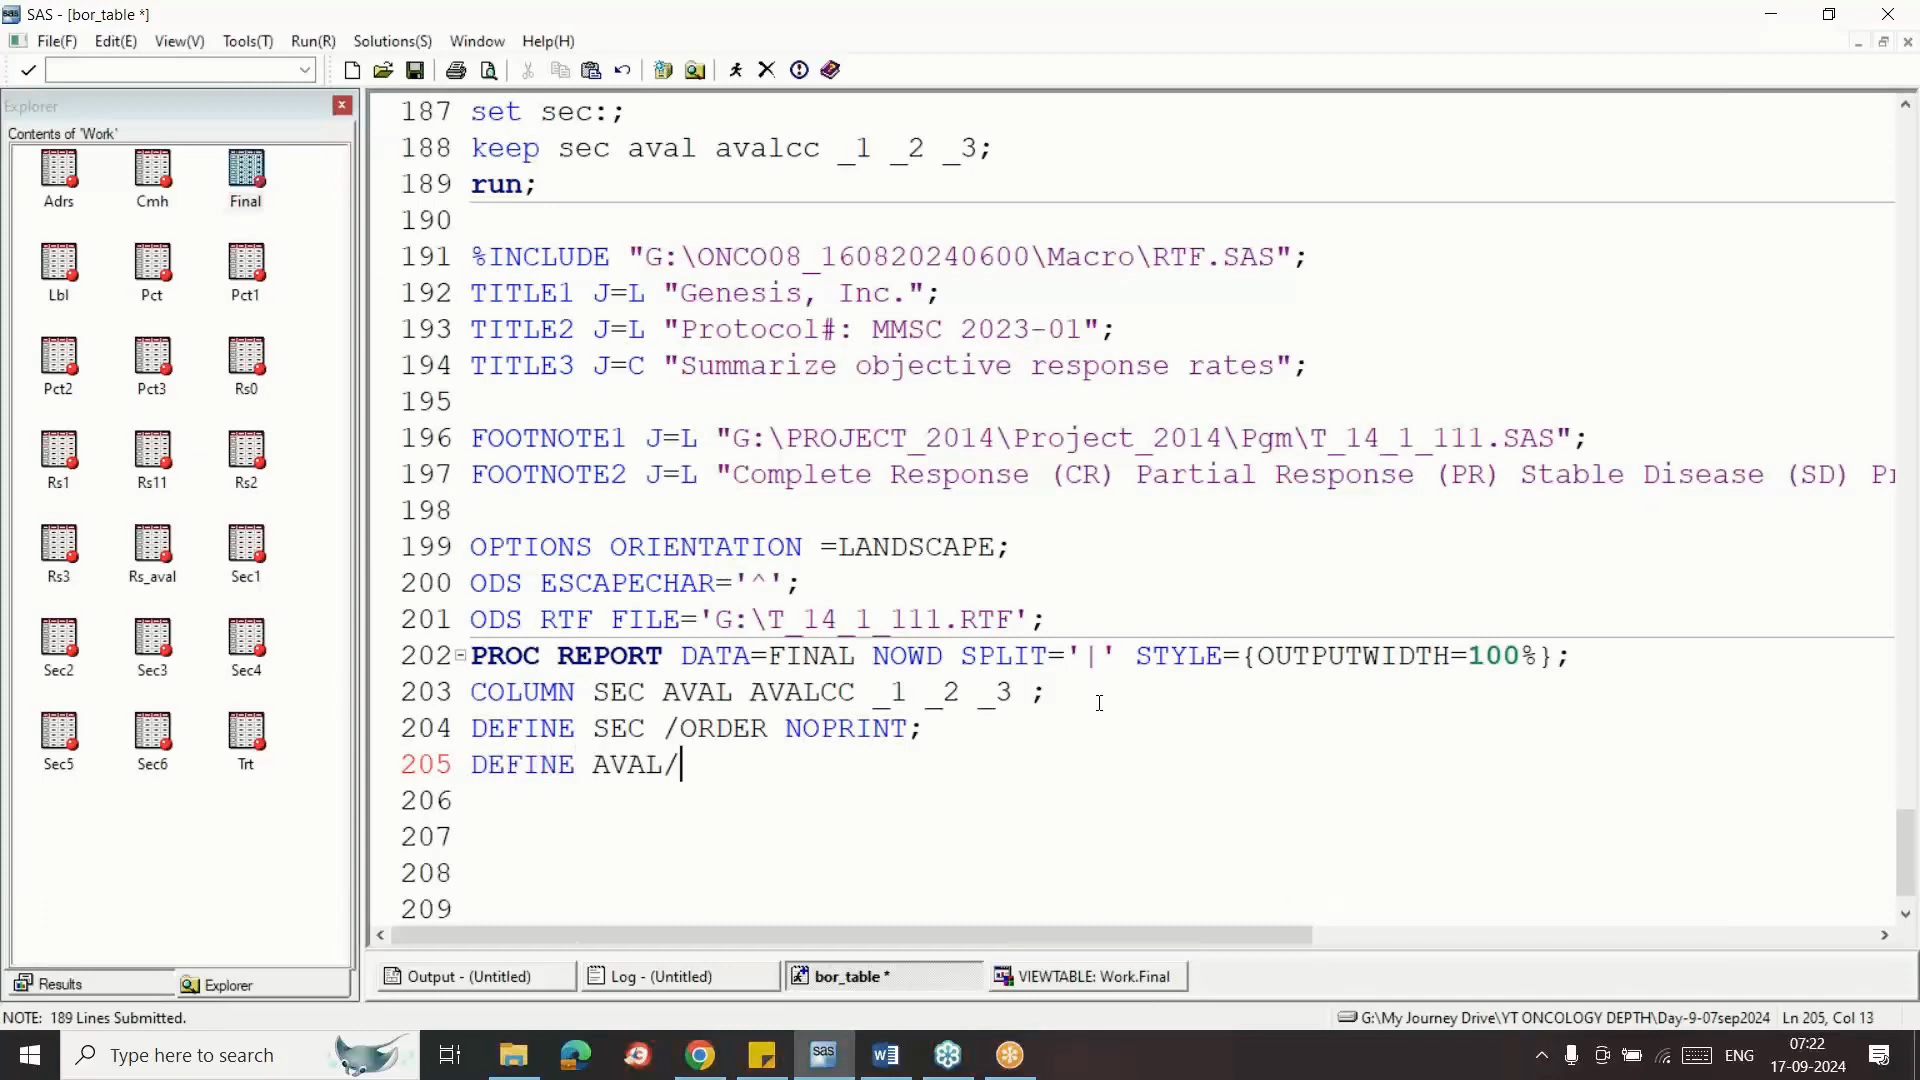 SAS - [bor_table *]
File(F) Edit(E) View(V) Tools(T) Run(R) Solutions(S) Window Help(H)
Explorer
Contents of 'Work'
Adrs Cmh Final
Lbl Pct Pct1
Pct2 Pct3 Rs0
Rs1 Rs11 Rs2
Rs3 Rs_aval Sec1
Sec2 Sec3 Sec4
Sec5 Sec6 Trt
Results Explorer
187 set sec:;
188 keep sec aval avalcc _1 _2 _3;
189 run;
190
191 %INCLUDE "G:\ONCO08_160820240600\Macro\RTF.SAS";
192 TITLE1 J=L "Genesis, Inc.";
193 TITLE2 J=L "Protocol#: MMSC 2023-01";
194 TITLE3 J=C "Summarize objective response rates";
195
196 FOOTNOTE1 J=L "G:\PROJECT_2014\Project_2014\Pgm\T_14_1_111.SAS";
197 FOOTNOTE2 J=L "Complete Response (CR) Partial Response (PR) Stable Disease (SD)
198
199 OPTIONS ORIENTATION =LANDSCAPE;
200 ODS ESCAPECHAR='^';
201 ODS RTF FILE='G:\T_14_1_111.RTF';
202 PROC REPORT DATA=FINAL NOWD SPLIT='|' STYLE={OUTPUTWIDTH=100%};
203 COLUMN SEC AVAL AVALCC _1 _2 _3 ;
204 DEFINE SEC /ORDER NOPRINT;
205 DEFINE AVAL/
206
207
208
209
Output - (Untitled) Log - (Untitled) bor_table * VIEWTABLE: Work.Final
NOTE: 189 Lines Submitted.
G:\My Journey Drive\YT ONCOLOGY DEPTH\Day-9-07sep2024 Ln 205, Col 13
Type here to search
sas
ENG
07:22
17-09-2024